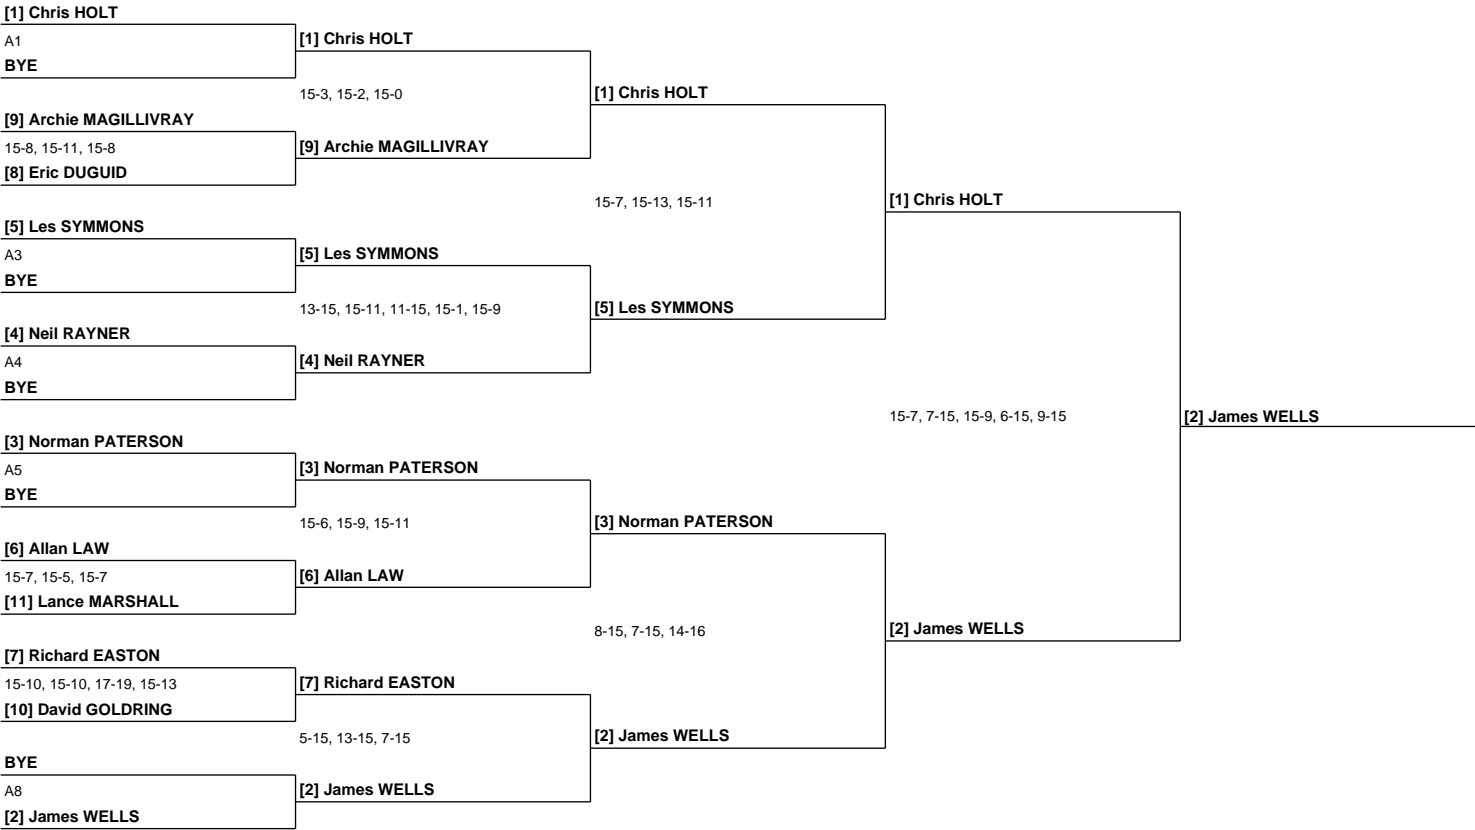 [1] Chris HOLT
A1
BYE
[9] Archie MAGILLIVRAY
15-8, 15-11, 15-8
[8] Eric DUGUID
[5] Les SYMMONS
A3
BYE
[4] Neil RAYNER
A4
BYE
[3] Norman PATERSON
A5
BYE
[6] Allan LAW
15-7, 15-5, 15-7
[11] Lance MARSHALL
[7] Richard EASTON
15-10, 15-10, 17-19, 15-13
[10] David GOLDRING
BYE
A8
[2] James WELLS
[1] Chris HOLT
15-3, 15-2, 15-0
[9] Archie MAGILLIVRAY
[5] Les SYMMONS
13-15, 15-11, 11-15, 15-1, 15-9
[4] Neil RAYNER
[3] Norman PATERSON
15-6, 15-9, 15-11
[6] Allan LAW
[7] Richard EASTON
5-15, 13-15, 7-15
[2] James WELLS
[1] Chris HOLT
15-7, 15-13, 15-11
[5] Les SYMMONS
[3] Norman PATERSON
8-15, 7-15, 14-16
[2] James WELLS
[1] Chris HOLT
15-7, 7-15, 15-9, 6-15, 9-15
[2] James WELLS
[2] James WELLS